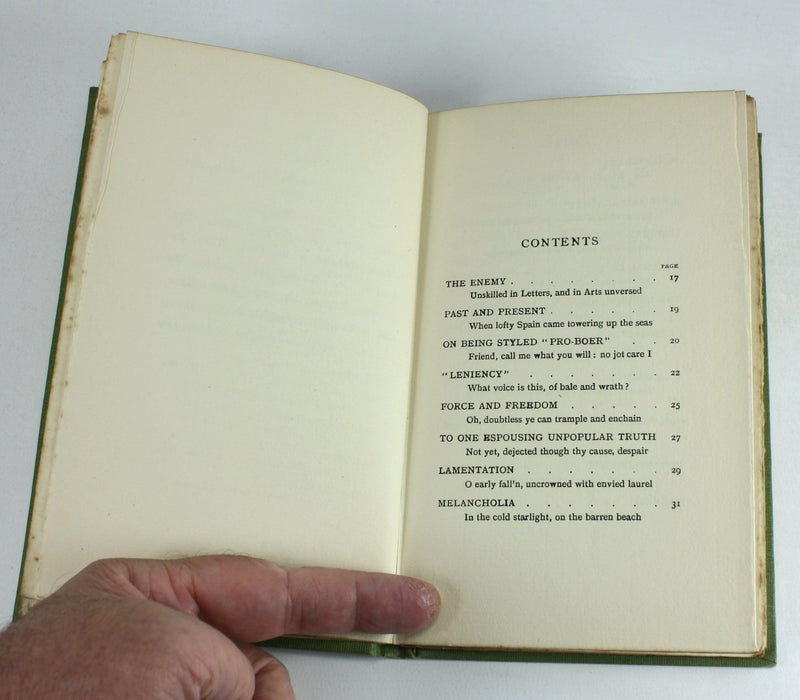 CONTENTS
PAGE
THE ENEMY . . . . . . . 17
Unskilled in Letters, and in Arts unversed
PAST AND PRESENT . . . . . . 19
When lofty Spain came towering up the seas
ON BEING STYLED "PRO-BOER" . . 20
Friend, call me what you will : no jot care I
"LENIENCY" . . . . . . . 22
What voice is this, of bale and wrath ?
FORCE AND FREEDOM . . . . . 25
Oh, doubtless ye can trample and enchain
TO ONE ESPOUSING UNPOPULAR TRUTH 27
Not yet, dejected though thy cause, despair
LAMENTATION . . . . . . . 29
O early fall'n, uncrowned with envied laurel
MELANCHOLIA . . . . . . . 31
In the cold starlight, on the barren beach